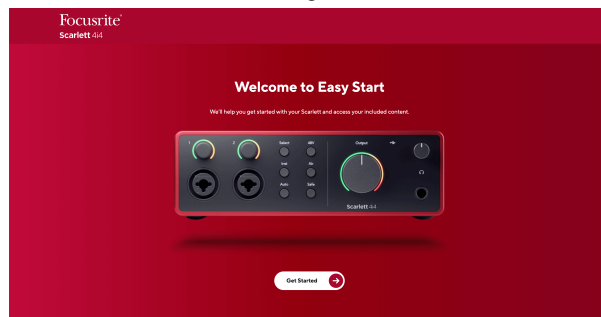 Focusrite®
Scarlett 4i4
Welcome to Easy Start
We'll help you get started with your Scarlett and access your included content.
1 2 Select 48V Output
Inst Air
Auto Safe
Scarlett 4i4
Get Started